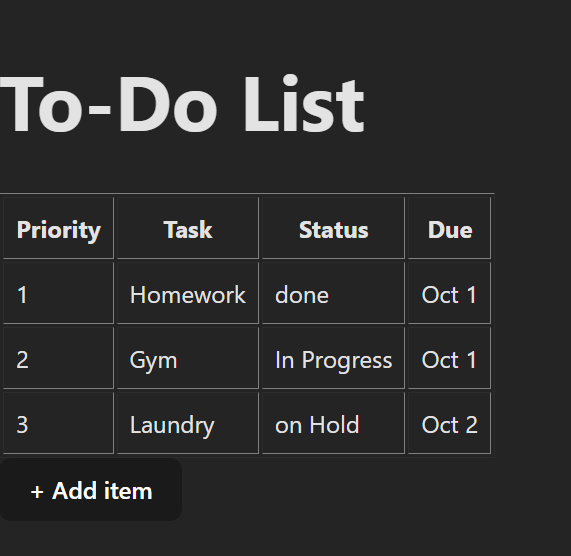 To-Do List
Priority Task Status Due
1 Homework done Oct 1
2 Gym In Progress Oct 1
3 Laundry on Hold Oct 2
+ Add item